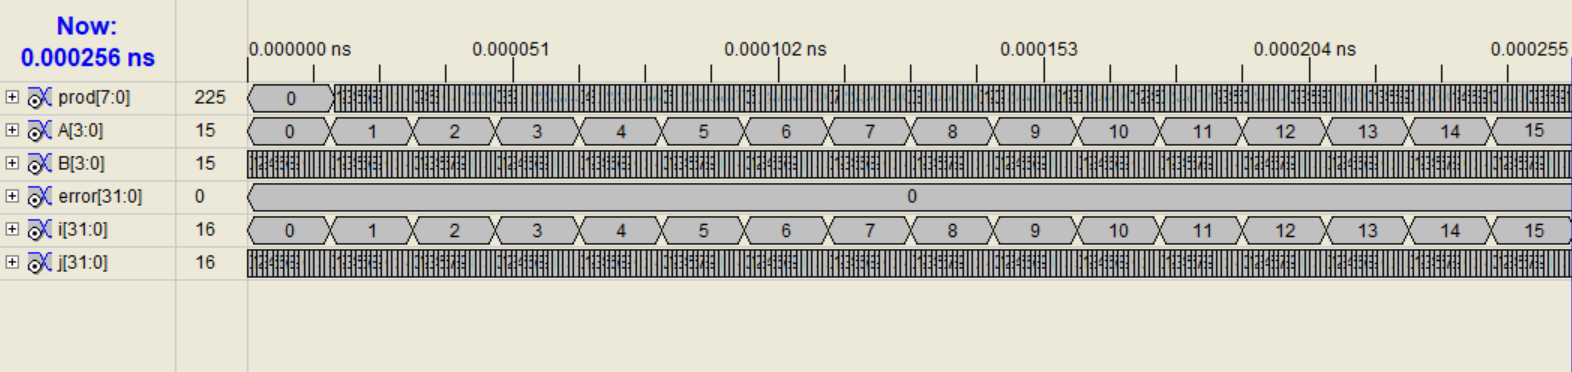 Now:
0.000256 ns
0.000000 ns 0.000051 0.000102 ns 0.000153 0.000204 ns 0.000255
prod[7:0] 225 0
A[3:0] 15 0 1 2 3 4 5 6 7 8 9 10 11 12 13 14 15
B[3:0] 15
error[31:0] 0 0
i[31:0] 16 0 1 2 3 4 5 6 7 8 9 10 11 12 13 14 15
j[31:0] 16